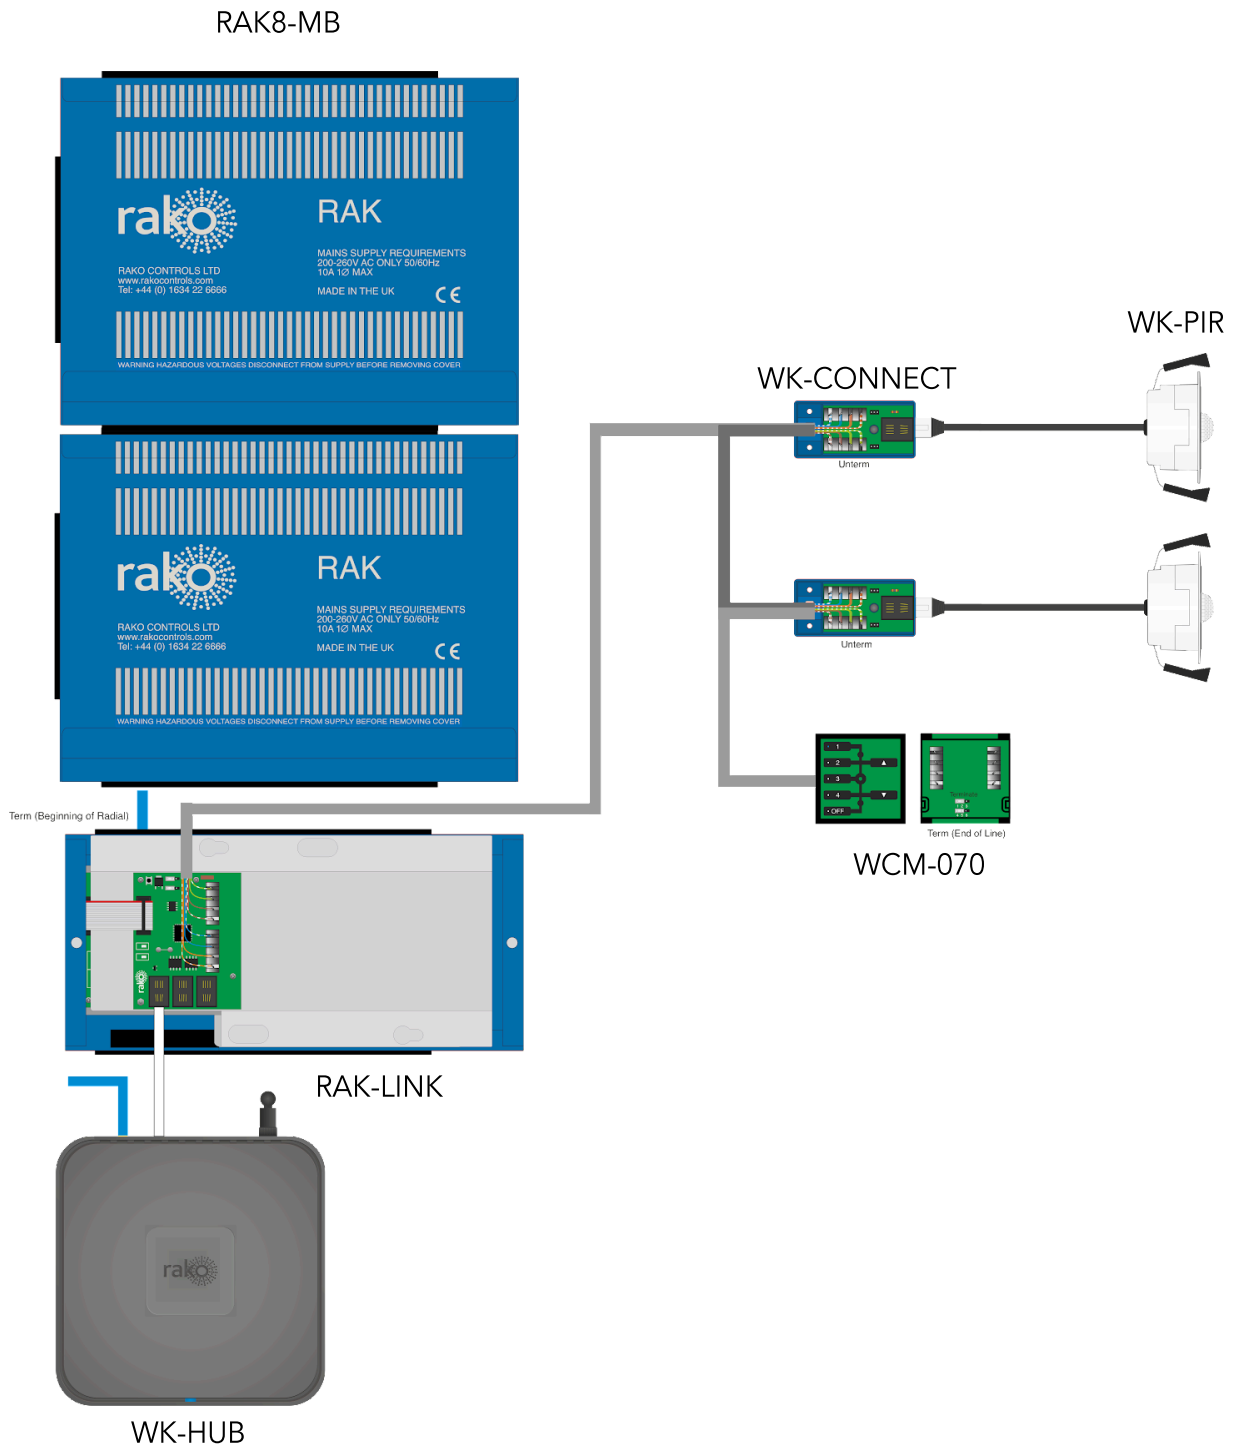 RAK8-MB
rako
RAK
RAKO CONTROLS LTD
www.rakocontrols.com
Tel: +44 (0) 1634 22 6666
MAINS SUPPLY REQUIREMENTS
200-260V AC ONLY 50/60Hz
10A 1Ø MAX
MADE IN THE UK
CE
WARNING HAZARDOUS VOLTAGES DISCONNECT FROM SUPPLY BEFORE REMOVING COVER
rako
RAK
RAKO CONTROLS LTD
www.rakocontrols.com
Tel: +44 (0) 1634 22 6666
MAINS SUPPLY REQUIREMENTS
200-260V AC ONLY 50/60Hz
10A 1Ø MAX
MADE IN THE UK
CE
WARNING HAZARDOUS VOLTAGES DISCONNECT FROM SUPPLY BEFORE REMOVING COVER
WK-PIR
WK-CONNECT
Unterm
Unterm
1
2
3
4
OFF
Terminate
Term (End of Line)
WCM-070
Term (Beginning of Radial)
rako
RAK-LINK
rako
WK-HUB